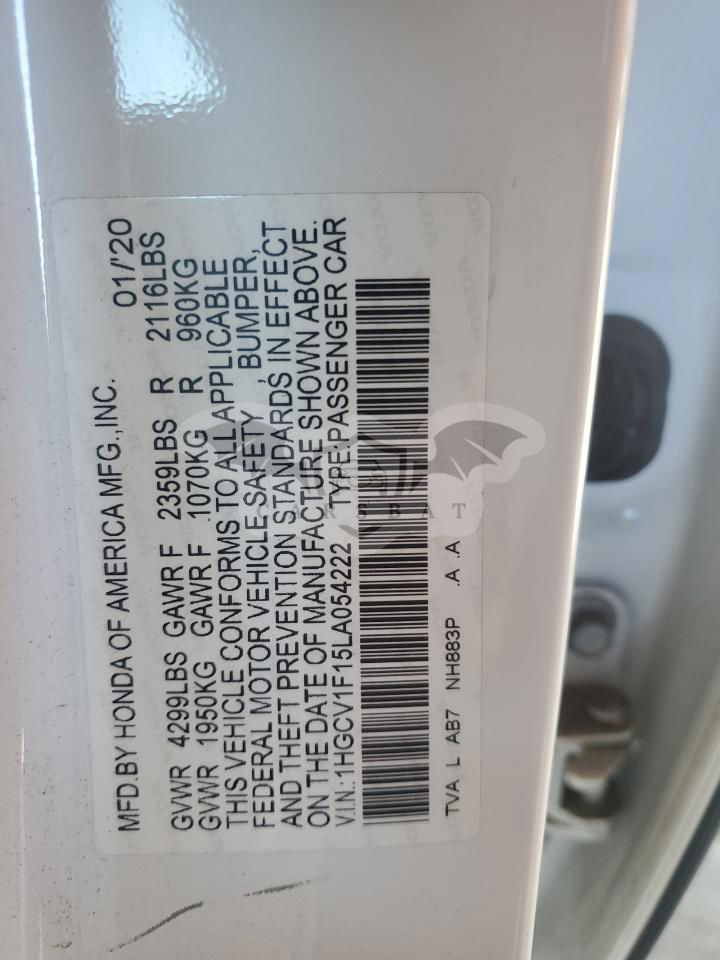 MFD.BY HONDA OF AMERICA MFG.,INC. 01/'20
GVWR 4299LBS GAWR F 2359LBS R 2116LBS
GVWR 1950KG GAWR F 1070KG R 960KG
THIS VEHICLE CONFORMS TO ALL APPLICABLE
FEDERAL MOTOR VEHICLE SAFETY, BUMPER,
AND THEFT PREVENTION STANDARDS IN EFFECT
ON THE DATE OF MANUFACTURE SHOWN ABOVE.
V.I.N.:1HGCV1F15LA054222 TYPE:PASSENGER CAR
TVA L AB7 NH883P .A .A
CARSBAT